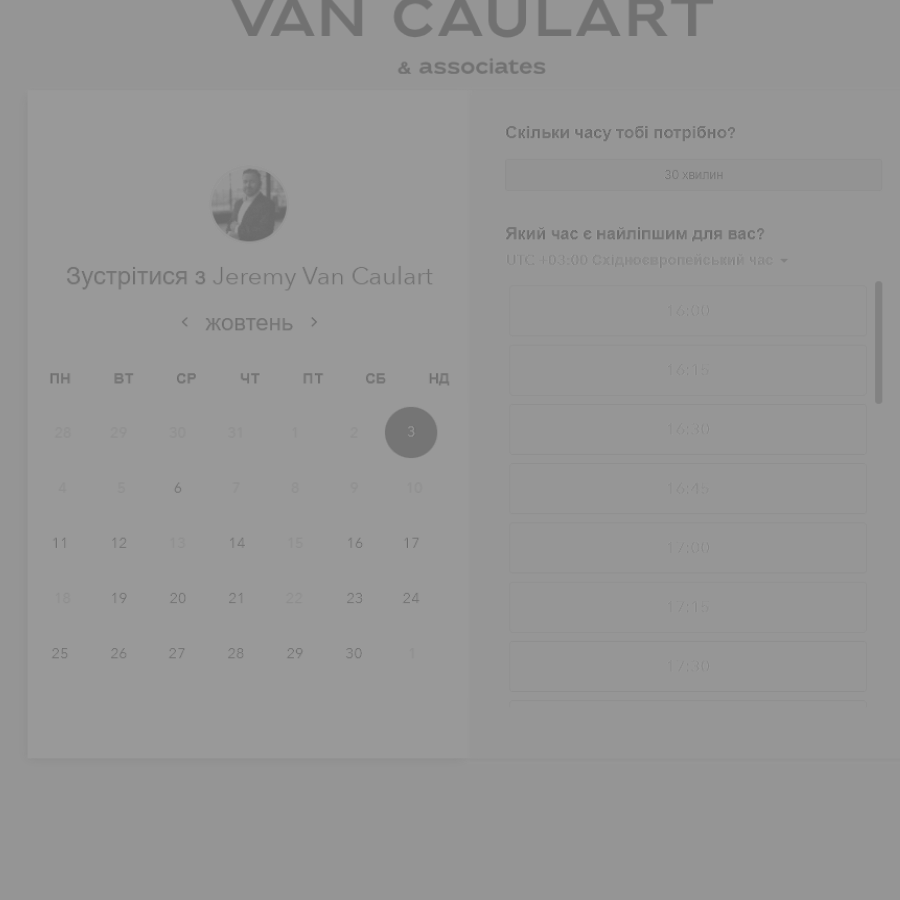 VAN CAULART
& associates
Зустрітися з Jeremy Van Caulart
жовтень
ПН ВТ СР ЧТ ПТ СБ НД
28 29 30 31 1 2 3
4 5 6 7 8 9 10
11 12 13 14 15 16 17
18 19 20 21 22 23 24
25 26 27 28 29 30 1
Скільки часу тобі потрібно?
30 хвилин
Який час є найліпшим для вас?
UTC +03:00 Східноєвропейський час
16:00
16:15
16:30
16:45
17:00
17:15
17:30